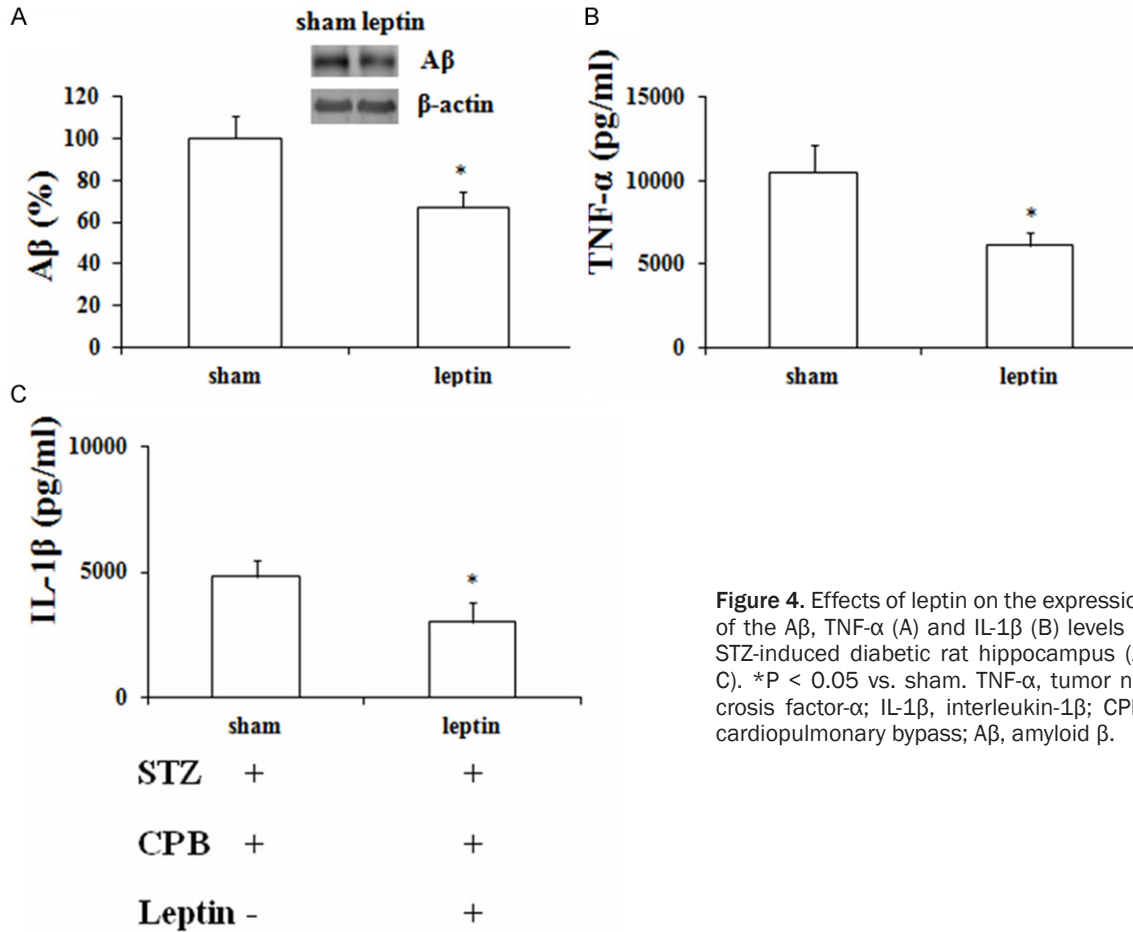 A
sham leptin
Aβ
β-actin
Aβ (%)
120
100
80
60
40
20
0
*
sham leptin
B
TNF-α (pg/ml)
15000
10000
5000
0
*
sham leptin
C
IL-1β (pg/ml)
10000
5000
0
*
sham leptin
STZ + +
CPB + +
Leptin - +
Figure 4. Effects of leptin on the expression
of the Aβ, TNF-α (A) and IL-1β (B) levels
STZ-induced diabetic rat hippocampus
C). *P < 0.05 vs. sham. TNF-α, tumor
crosis factor-α; IL-1β, interleukin-1β;
cardiopulmonary bypass; Aβ, amyloid β.